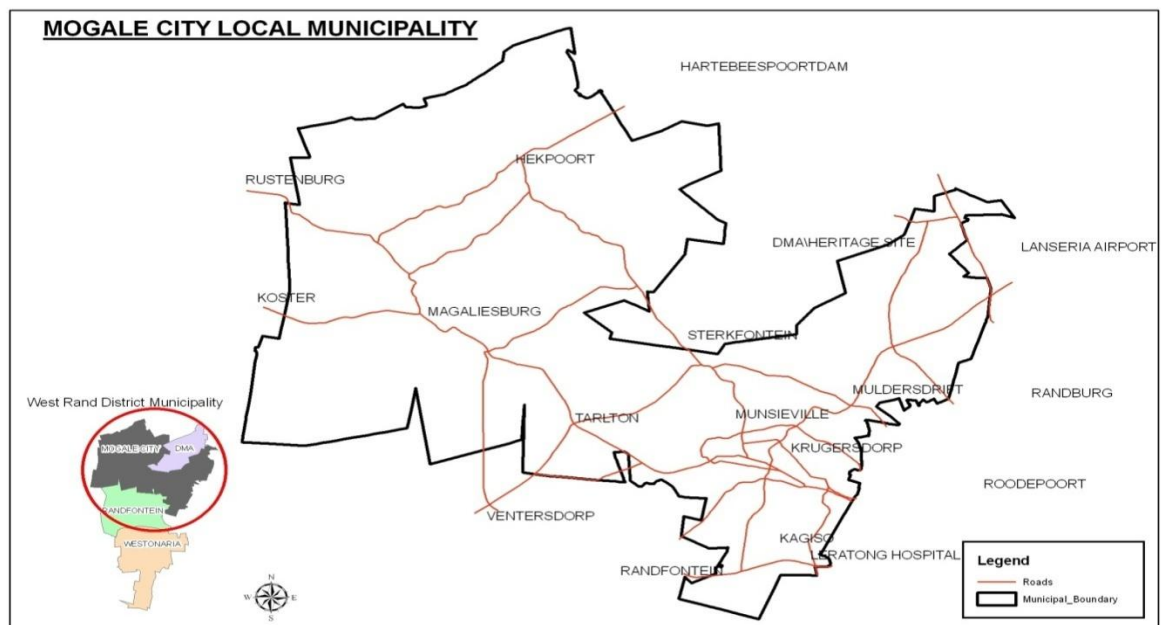 MOGALE CITY LOCAL MUNICIPALITY
HARTEBEESPOORTDAM
HEKPOORT
RUSTENBURG
DMA\HERITAGE SITE
LANSERIA AIRPORT
KOSTER
MAGALIESBURG
STERKFONTEIN
West Rand District Municipality
MULDERSDRIFT
RANDBURG
TARLTON
MUNSIEVILLE
MOGALE CITY
DMA
KRUGERSDORP
ROODEPOORT
RANDFONTEIN
VENTERSDORP
WESTONARIA
KAGISO
LERATONG HOSPITAL
RANDFONTEIN
Legend
Roads
Municipal_Boundary
N
W
E
S